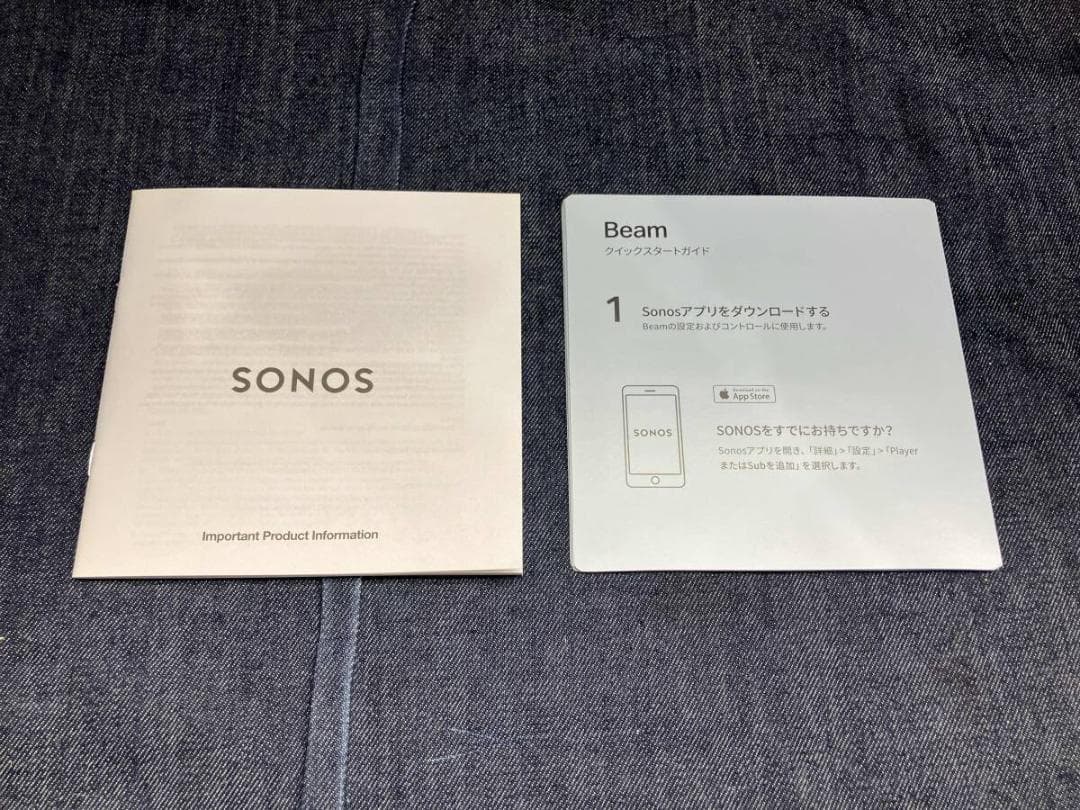 SONOS
Important Product Information
Beam
クイックスタートガイド
1
Sonosアプリをダウンロードする
Beamの設定およびコントロールに使用します。
SONOS
Download on the
App Store
SONOSをすでにお持ちですか?
Sonosアプリを開き、「詳細」>「設定」>「Player
またはSubを追加」を選択します。